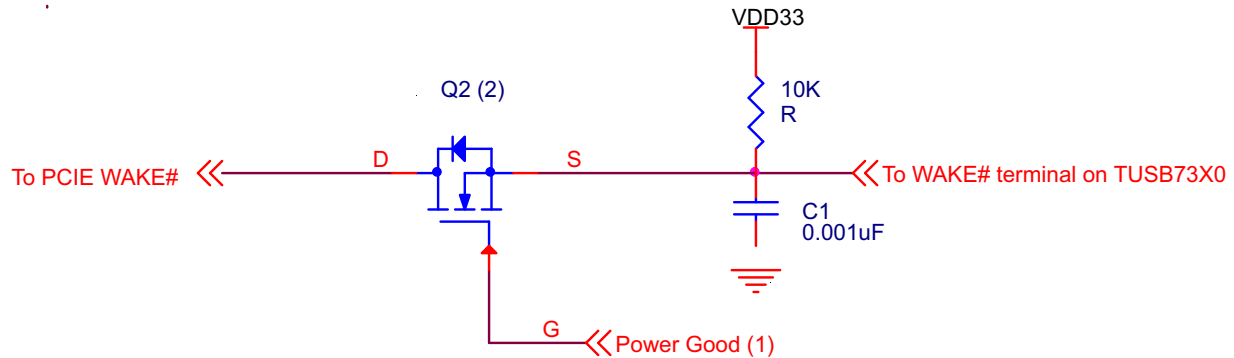 VDD33
Q2 (2)
10K
R
D
S
To PCIE WAKE#
To WAKE# terminal on TUSB73X0
C1
0.001uF
G
Power Good (1)